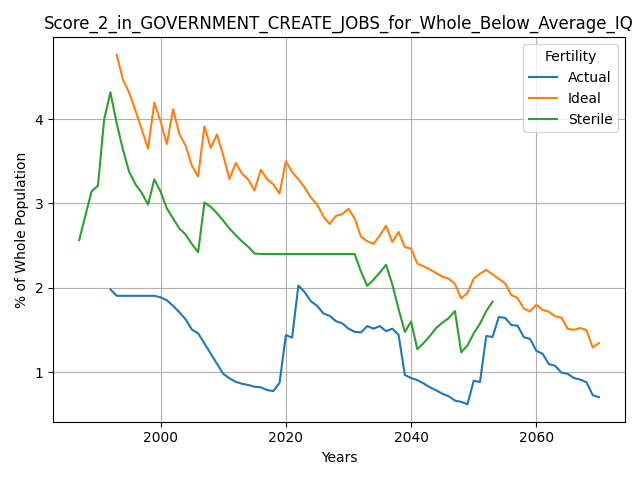 Score_2_in_GOVERNMENT_CREATE_JOBS_for_Whole_Below_Average_IQ
Fertility
Actual
Ideal
Sterile
% of Whole Population
4
3
2
1
2000
2020
2040
2060
Years